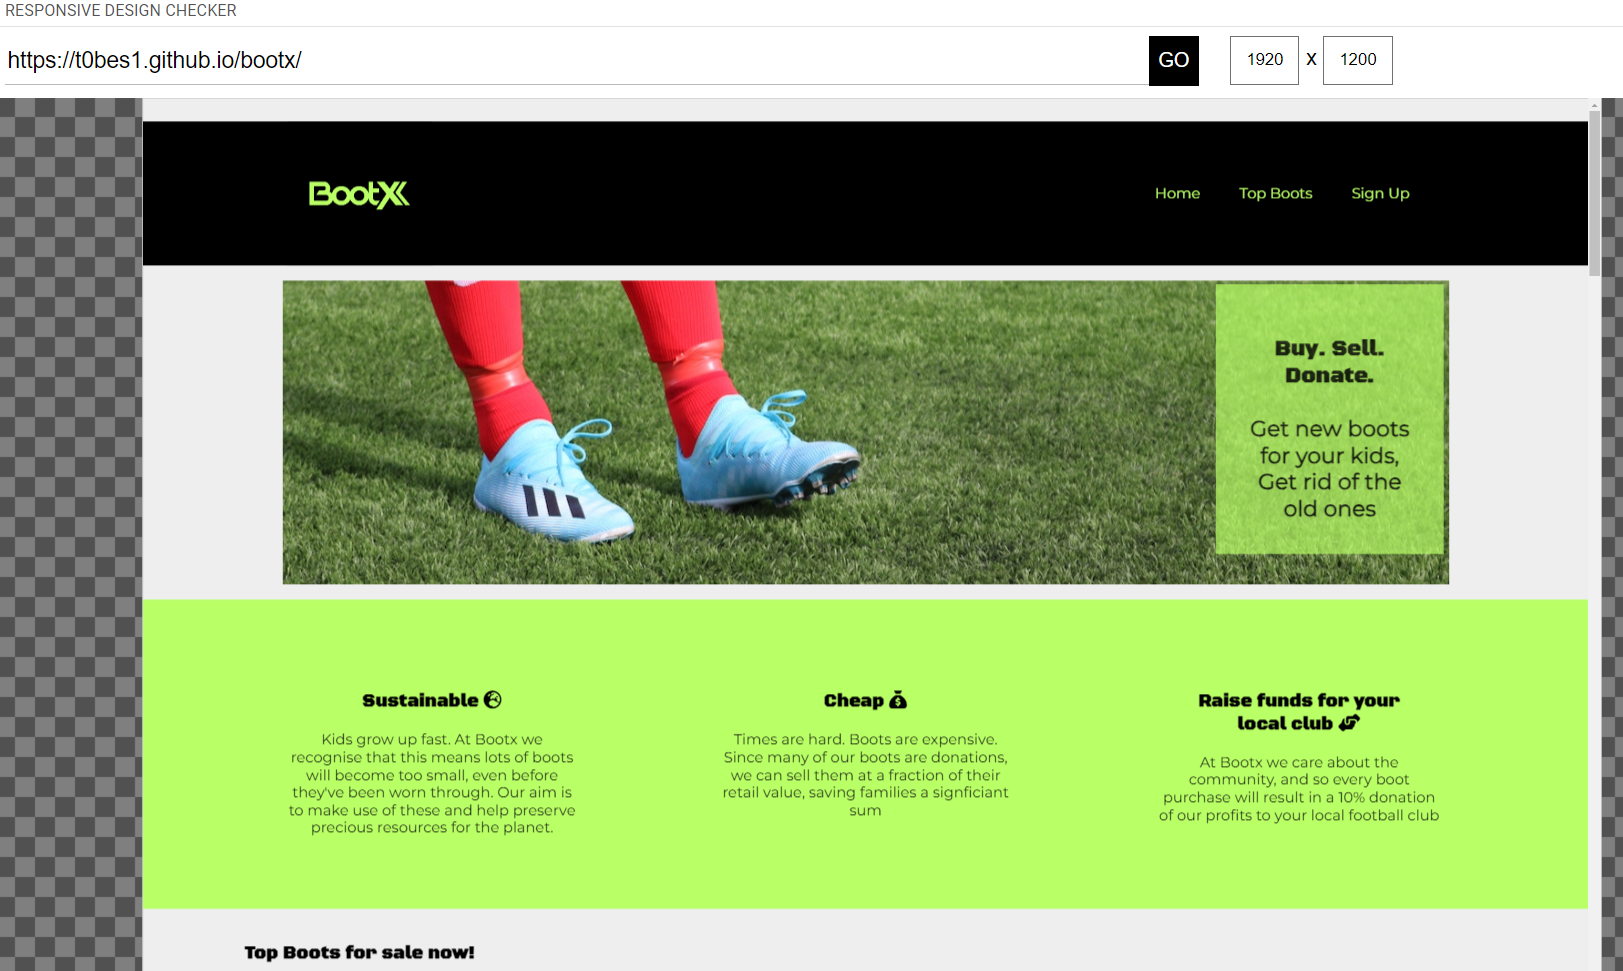 RESPONSIVE DESIGN CHECKER
https://t0bes1.github.io/bootx/
GO
1920 X 1200
BootX
Home Top Boots Sign Up
Buy. Sell.
Donate.
Get new boots
for your kids,
Get rid of the
old ones
Sustainable
Kids grow up fast. At Bootx we
recognise that this means lots of boots
will become too small, even before
they've been worn through. Our aim is
to make use of these and help preserve
precious resources for the planet.
Cheap
Times are hard. Boots are expensive.
Since many of our boots are donations,
we can sell them at a fraction of their
retail value, saving families a signficiant
sum
Raise funds for your
local club
At Bootx we care about the
community, and so every boot
purchase will result in a 10% donation
of our profits to your local football club
Top Boots for sale now!